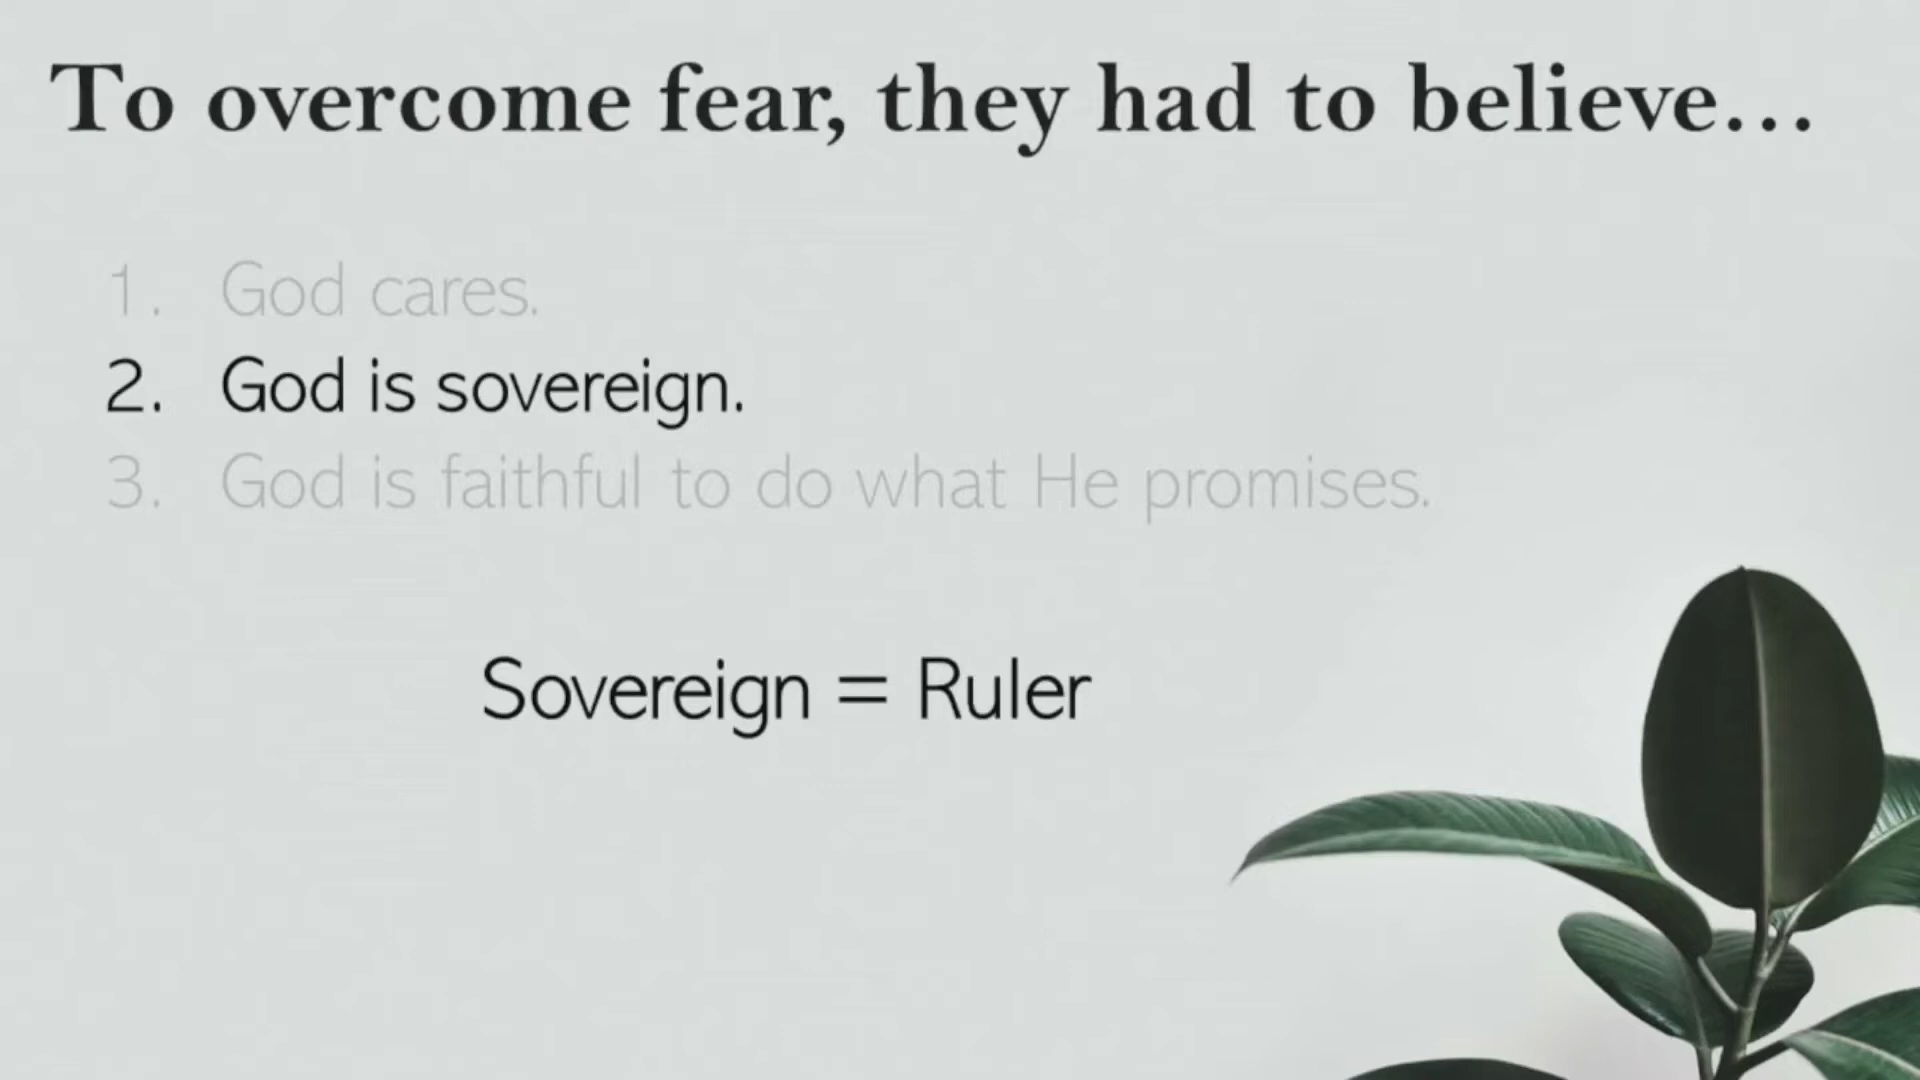 To overcome fear, they had to believe...
1. God cares.
2. God is sovereign.
3. God is faithful to do what He promises.
Sovereign = Ruler